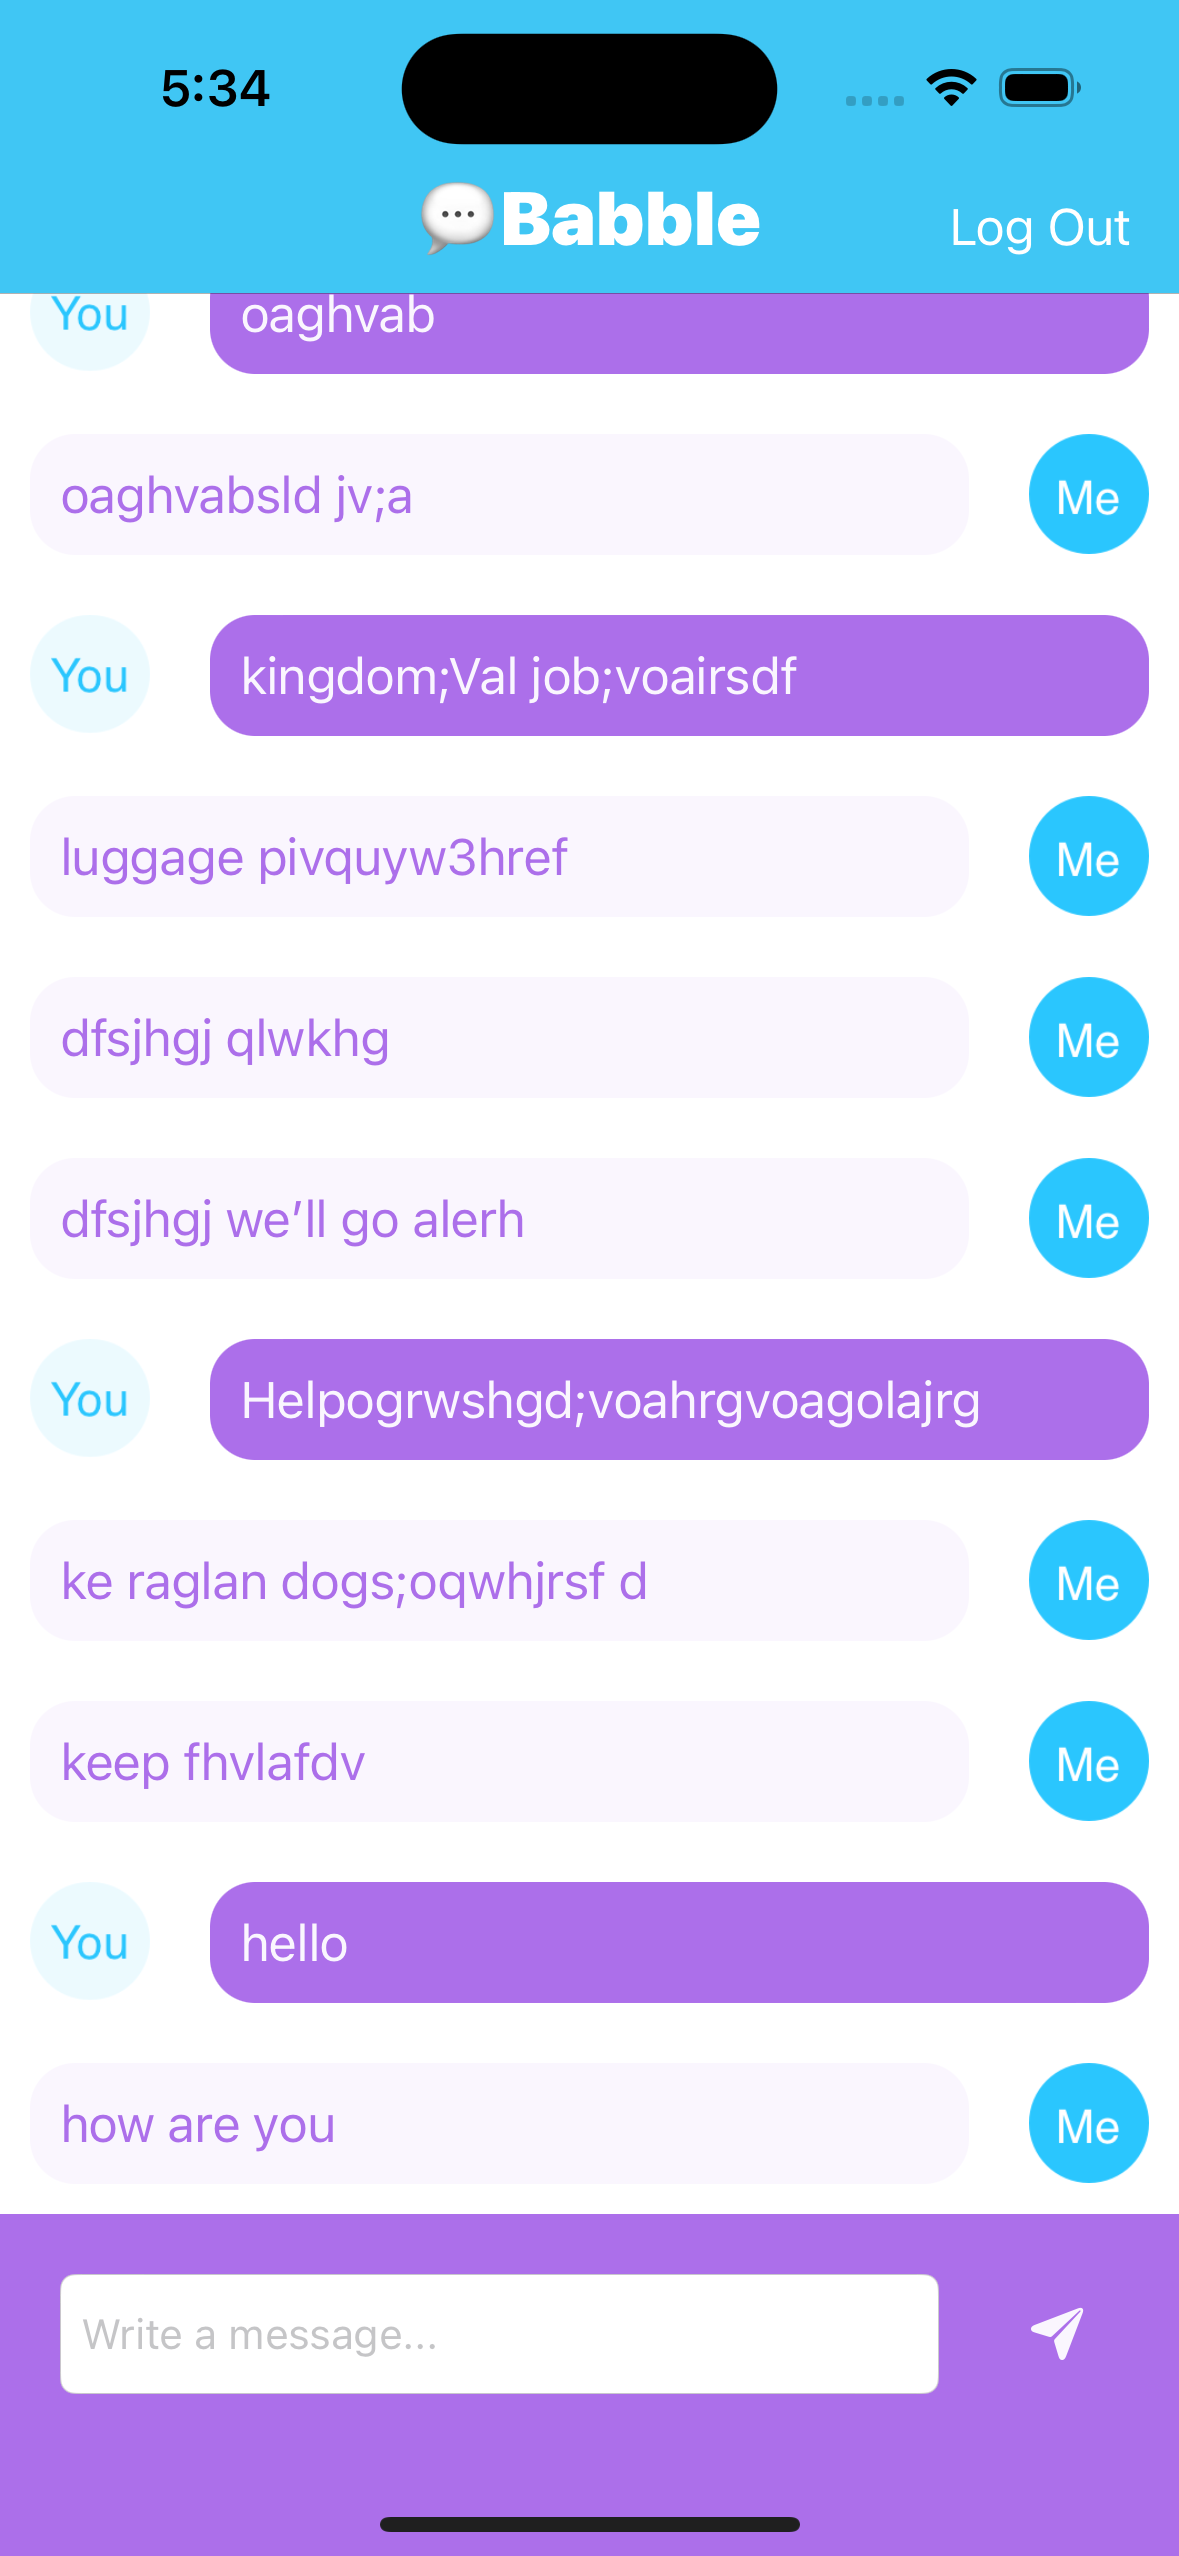 5:34
💬Babble
Log Out
You
oaghvab
oaghvabsld jv;a
Me
You
kingdom;Val job;voairsdf
luggage pivquyw3href
Me
dfsjhgj qlwkhg
Me
dfsjhgj we’ll go alerh
Me
You
Helpogrwshgd;voahrgvoagolajrg
ke raglan dogs;oqwhjrsf d
Me
keep fhvlafdv
Me
You
hello
how are you
Me
Write a message...